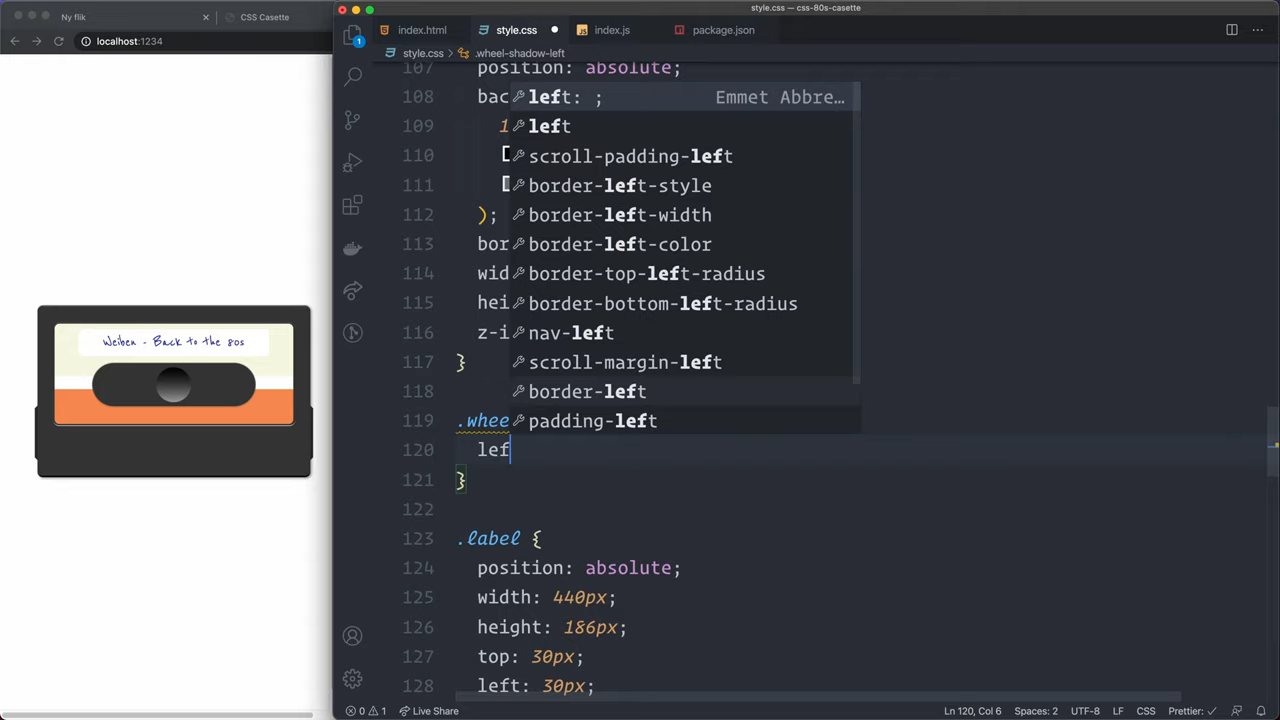 style.css — css-80s-casette
Ny flik
CSS Casette
localhost:1234
index.html
style.css
index.js
package.json
style.css
.wheel-shadow-left
107 position: absolute;
108 bac
109 1
110
111
112 );
113 bor
114 wid
115 hei
116 z-i
117 }
118
119 .whee
120 lef
121 }
122
123 .label {
124 position: absolute;
125 width: 440px;
126 height: 186px;
127 top: 30px;
128 left: 30px;
left: ; Emmet Abbre…
left
scroll-padding-left
border-left-style
border-left-width
border-left-color
border-top-left-radius
border-bottom-left-radius
nav-left
scroll-margin-left
border-left
padding-left
Weiben - Back to the 80s
1
0 1 Live Share Ln 120, Col 6 Spaces: 2 UTF-8 LF CSS Prettier: ✓